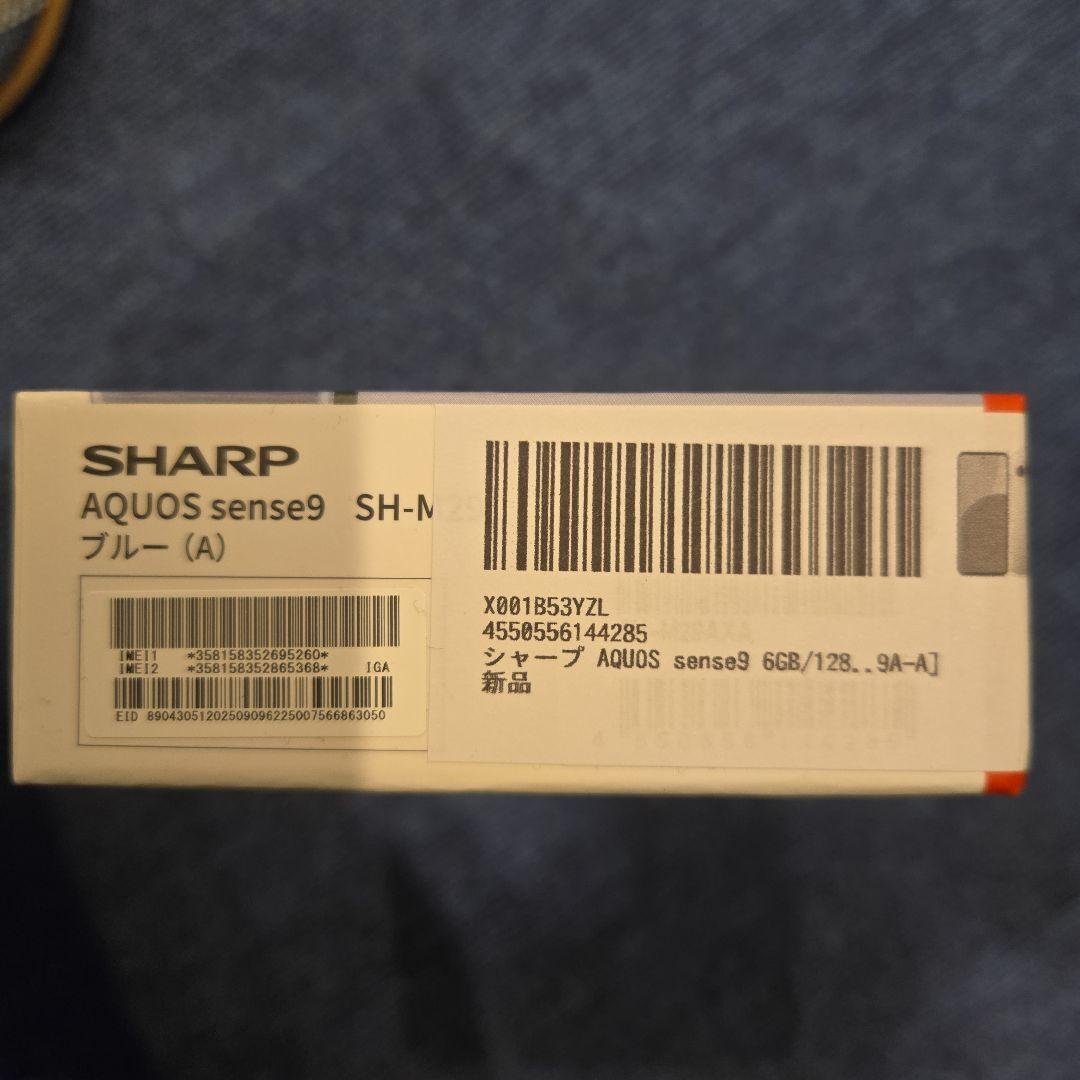 SHARP
AQUOS sense9 SH-M29
ブルー (A)
IMEI1 *358158352695260*
IMEI2 *358158352865368* IGA
EID 89043051202509096225007566863050
X001B53YZL
4550556144285
シャープ AQUOS sense9 6GB/128..9A-A]
新品